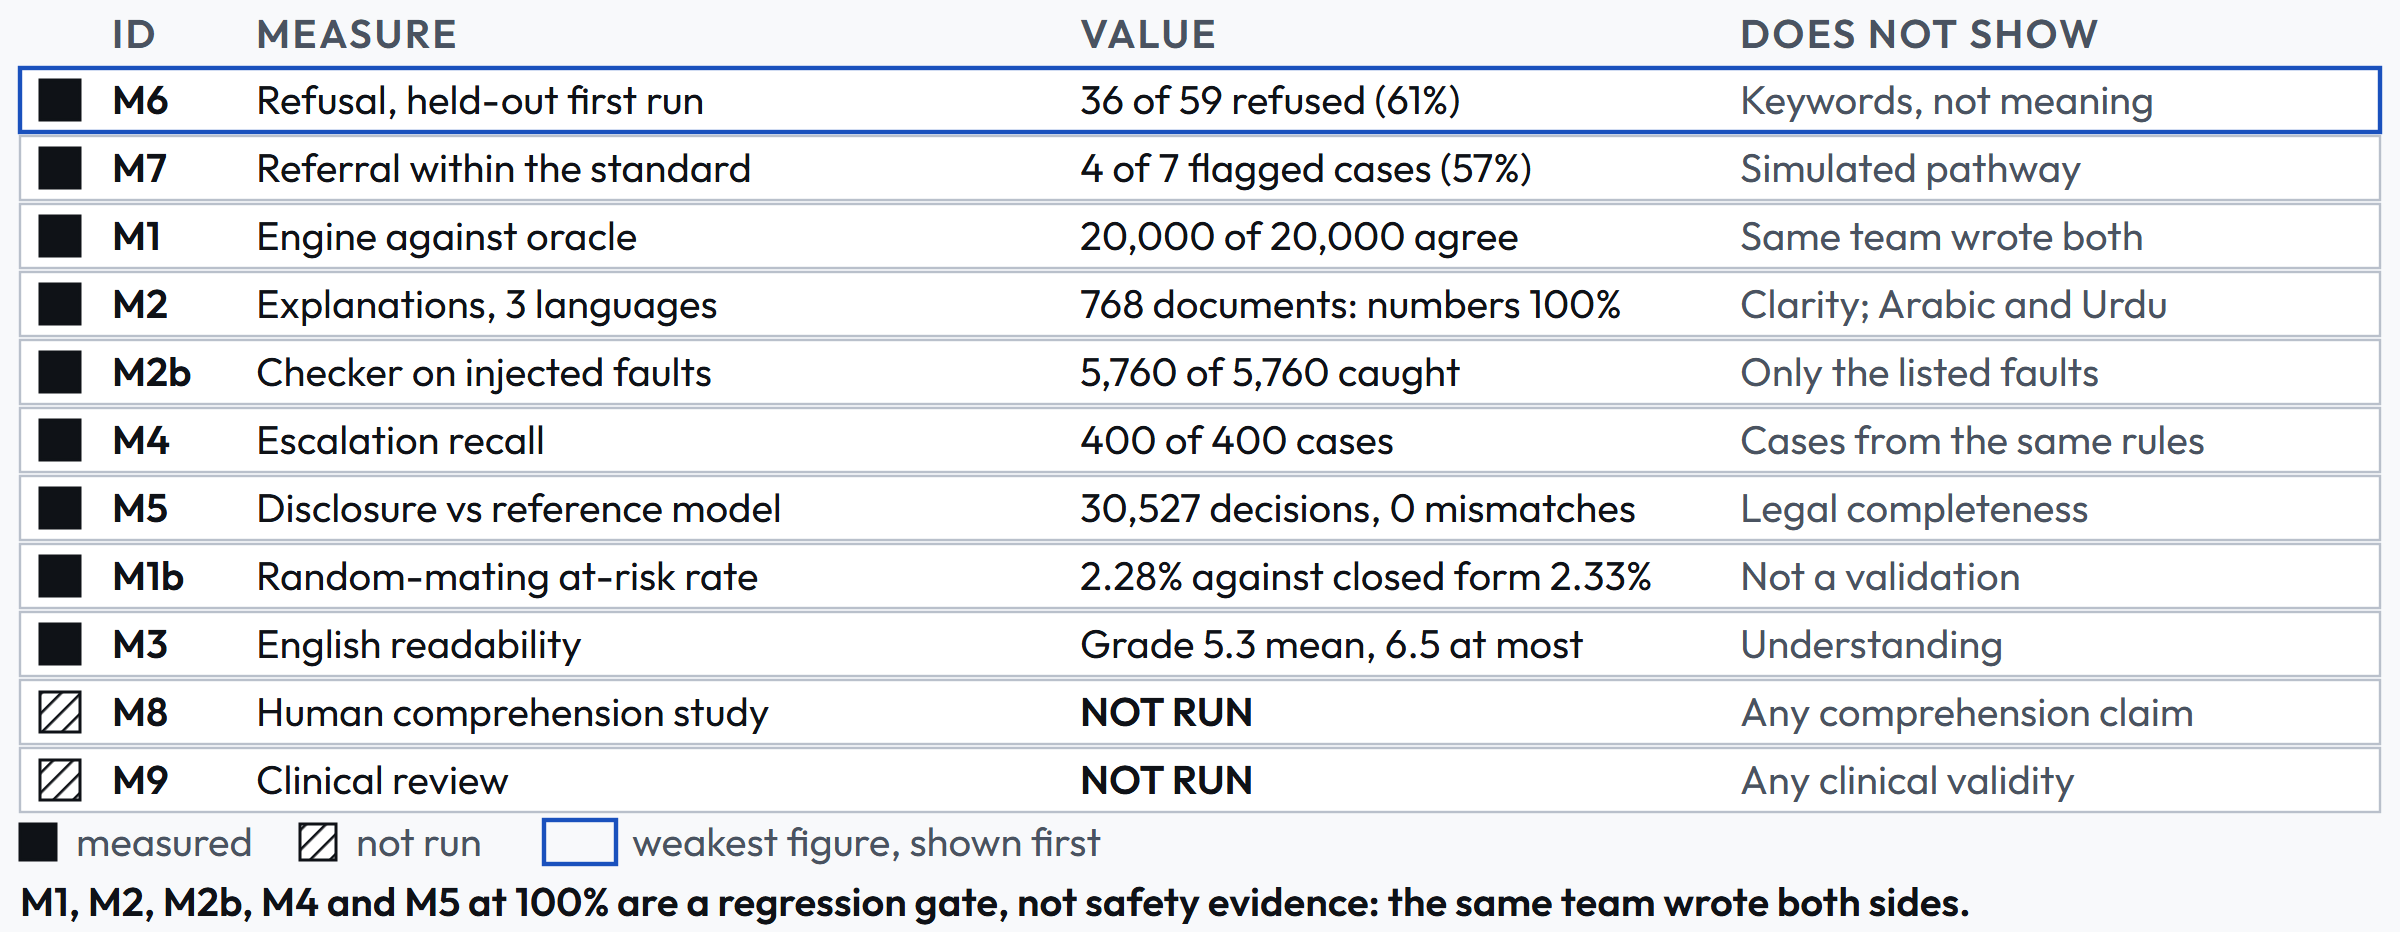 ID MEASURE VALUE DOES NOT SHOW
M6 Refusal, held-out first run 36 of 59 refused (61%) Keywords, not meaning
M7 Referral within the standard 4 of 7 flagged cases (57%) Simulated pathway
M1 Engine against oracle 20,000 of 20,000 agree Same team wrote both
M2 Explanations, 3 languages 768 documents: numbers 100% Clarity; Arabic and Urdu
M2b Checker on injected faults 5,760 of 5,760 caught Only the listed faults
M4 Escalation recall 400 of 400 cases Cases from the same rules
M5 Disclosure vs reference model 30,527 decisions, 0 mismatches Legal completeness
M1b Random-mating at-risk rate 2.28% against closed form 2.33% Not a validation
M3 English readability Grade 5.3 mean, 6.5 at most Understanding
M8 Human comprehension study NOT RUN Any comprehension claim
M9 Clinical review NOT RUN Any clinical validity
measured not run weakest figure, shown first
M1, M2, M2b, M4 and M5 at 100% are a regression gate, not safety evidence: the same team wrote both sides.